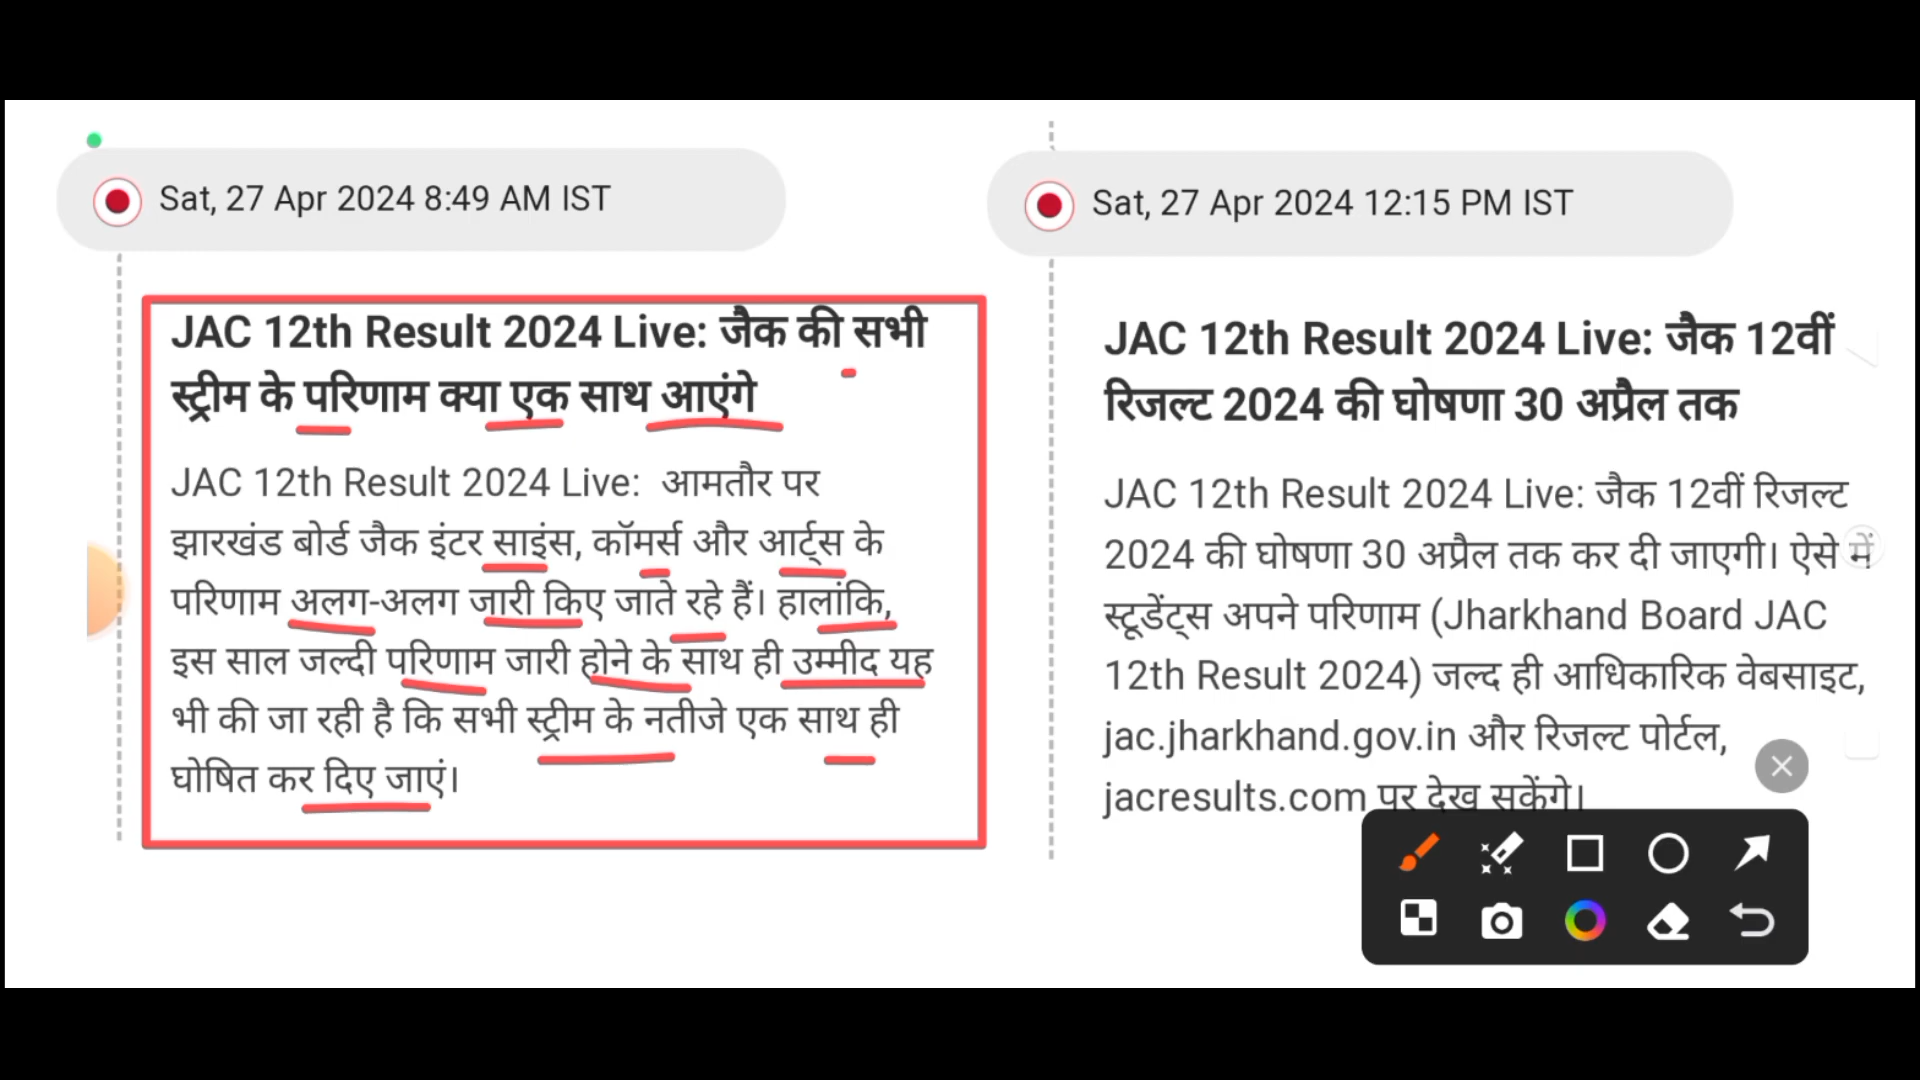 Sat, 27 Apr 2024 8:49 AM IST
JAC 12th Result 2024 Live: जैक की सभी
स्ट्रीम के परिणाम क्या एक साथ आएंगे
JAC 12th Result 2024 Live: आमतौर पर
झारखंड बोर्ड जैक इंटर साइंस, कॉमर्स और आर्ट्स के
परिणाम अलग-अलग जारी किए जाते रहे हैं। हालांकि,
इस साल जल्दी परिणाम जारी होने के साथ ही उम्मीद यह
भी की जा रही है कि सभी स्ट्रीम के नतीजे एक साथ ही
घोषित कर दिए जाएं।
Sat, 27 Apr 2024 12:15 PM IST
JAC 12th Result 2024 Live: जैक 12वीं
रिजल्ट 2024 की घोषणा 30 अप्रैल तक
JAC 12th Result 2024 Live: जैक 12वीं रिजल्ट
2024 की घोषणा 30 अप्रैल तक कर दी जाएगी। ऐसे में
स्टूडेंट्स अपने परिणाम (Jharkhand Board JAC
12th Result 2024) जल्द ही आधिकारिक वेबसाइट,
jac.jharkhand.gov.in और रिजल्ट पोर्टल,
jacresults.com पर देख सकेंगे।